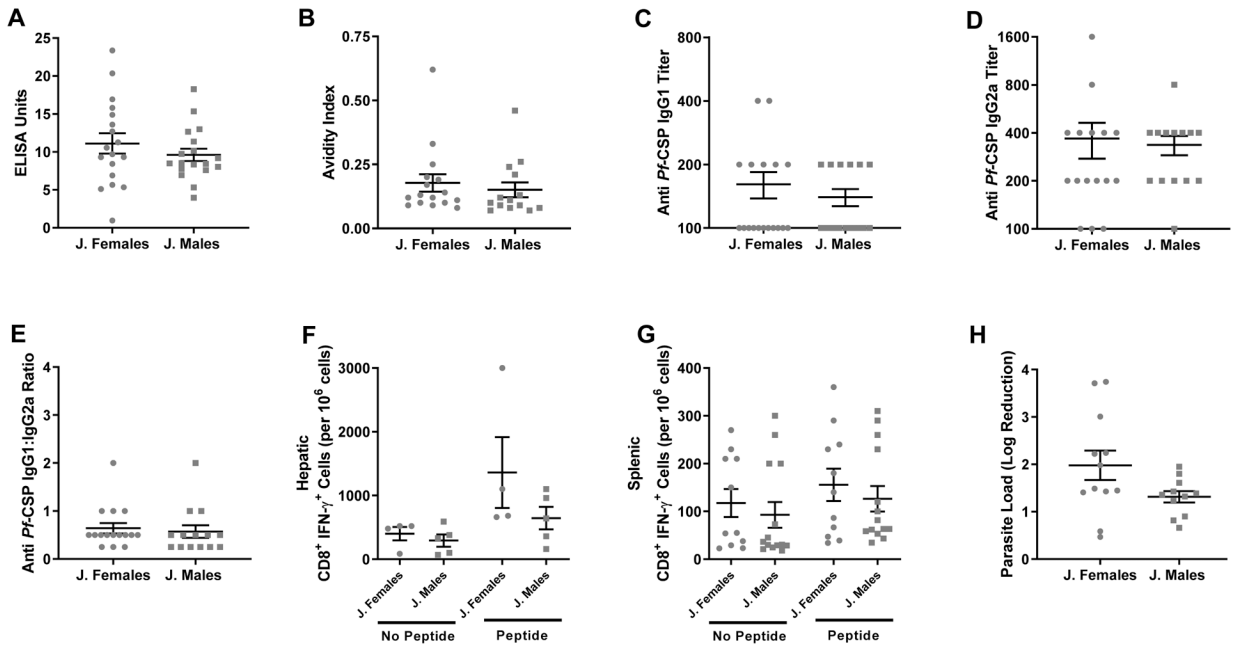 A
ELISA Units
25
20
15
10
5
0
J. Females
J. Males
B
Avidity Index
0.75
0.50
0.25
0.00
J. Females
J. Males
C
Anti Pf-CSP IgG1 Titer
800
400
200
100
J. Females
J. Males
D
Anti Pf-CSP IgG2a Titer
1600
800
400
200
100
J. Females
J. Males
E
Anti Pf-CSP IgG1:IgG2a Ratio
4
3
2
1
0
J. Females
J. Males
F
Hepatic
CD8+ IFN-γ+ Cells (per 10⁶ cells)
3000
2000
1000
0
J. Females
J. Males
J. Females
J. Males
No Peptide
Peptide
G
Splenic
CD8+ IFN-γ+ Cells (per 10⁶ cells)
400
300
200
100
0
J. Females
J. Males
J. Females
J. Males
No Peptide
Peptide
H
Parasite Load (Log Reduction)
4
3
2
1
0
J. Females
J. Males